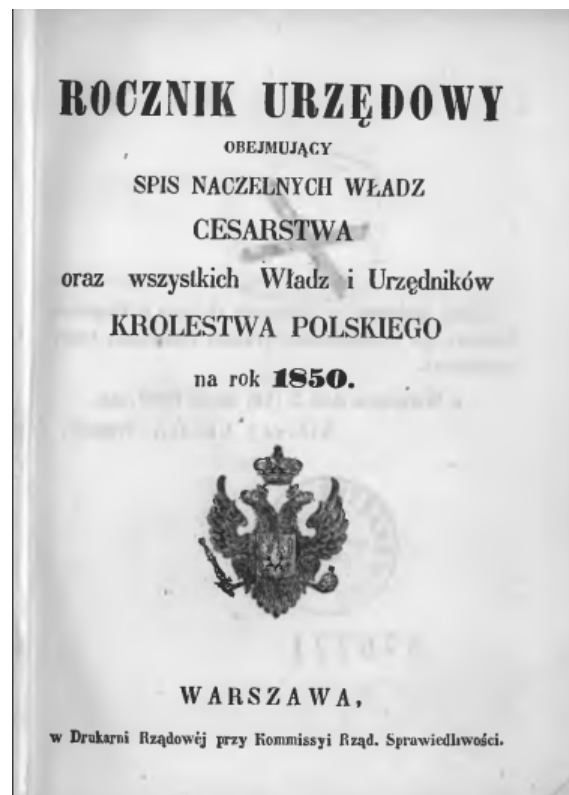 ROCZNIK URZĘDOWY
OBEJMUJĄCY
SPIS NACZELNYCH WŁADZ
CESARSTWA
oraz wszystkich Władz i Urzędników
KROLESTWA POLSKIEGO
na rok 1850.
WARSZAWA,
w Drukarni Rządowéj przy Kommissyi Rząd. Sprawiedliwości.